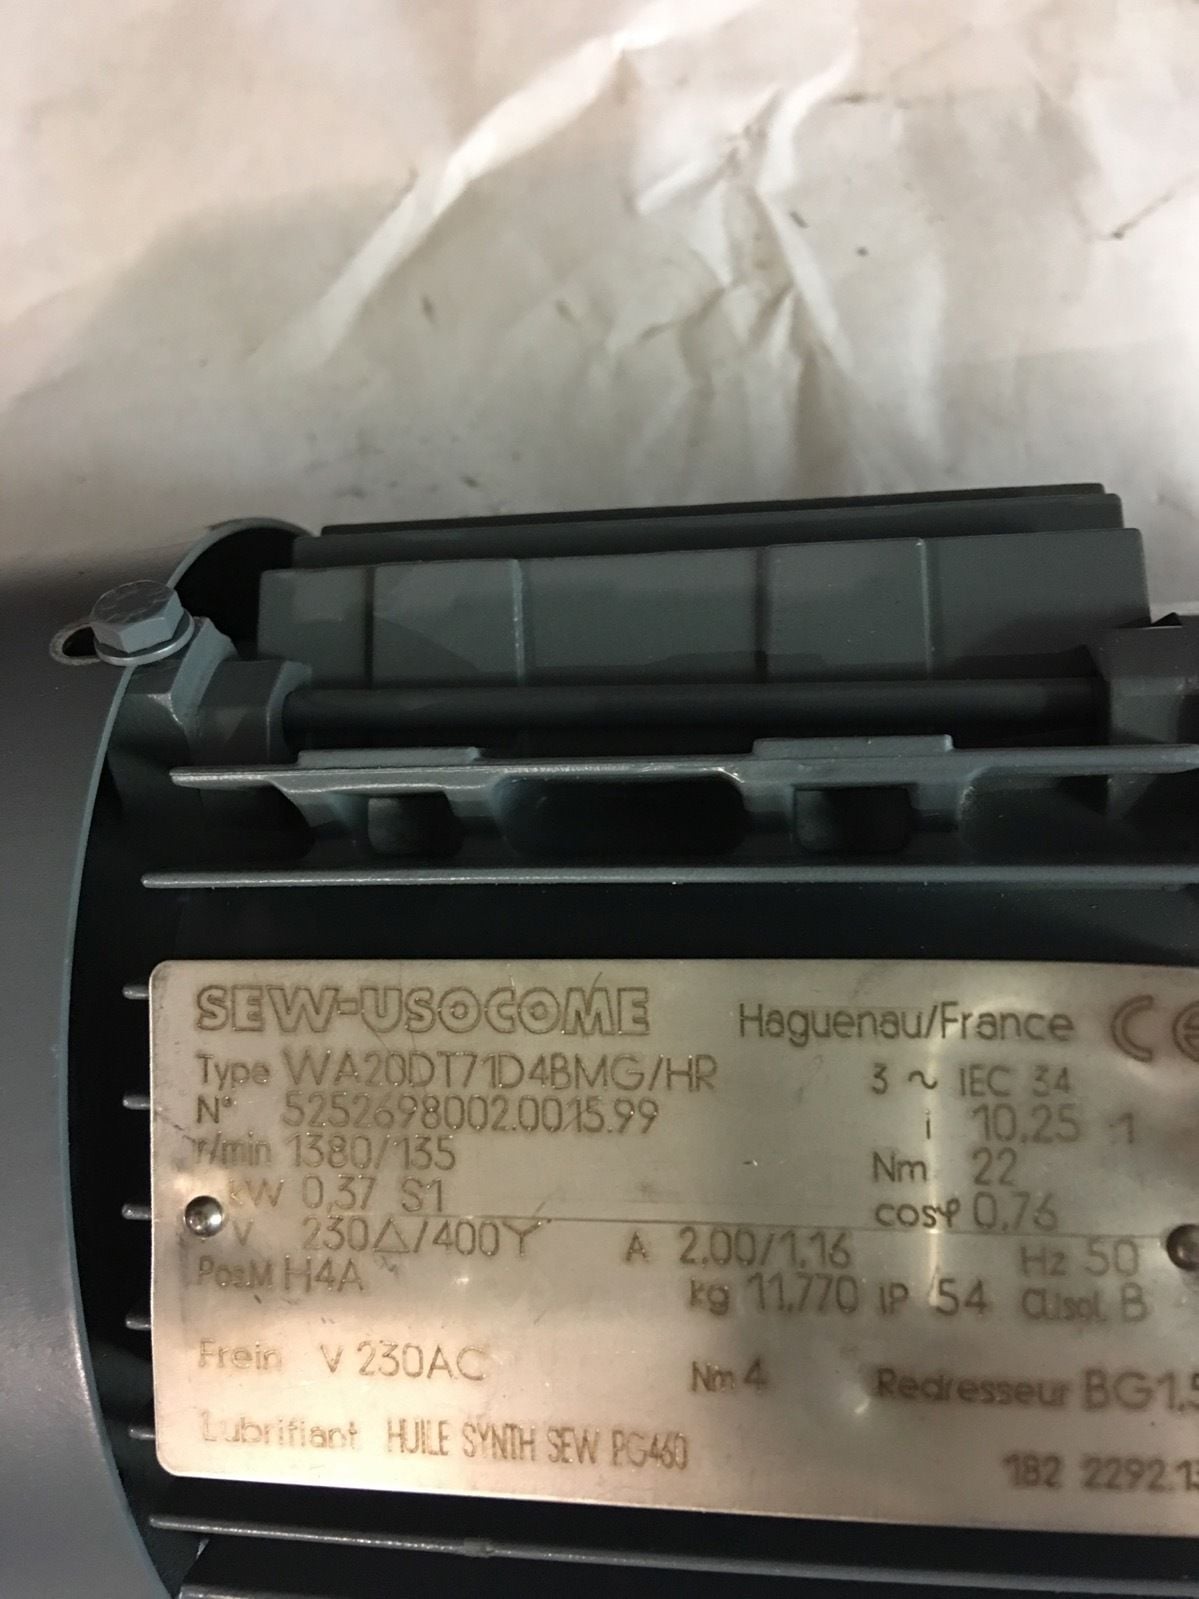 SEW-USOCOME Haguenau/France CE
Type WA20DT71D4BMG/HR 3 ~ IEC 34
N° 5252698002.0015.99 i 10,25 :1
r/min 1380/135 Nm 22
kW 0,37 S1 cosφ 0,76
V 230△/400Y A 2,00/1,16 Hz 50
Pos.M H4A kg 11,770 IP 54 Cl.Isol. B
Frein V 230AC Nm 4 Redresseur BG1,5
Lubrifiant HUILE SYNTH SEW PG460
182 2292.13